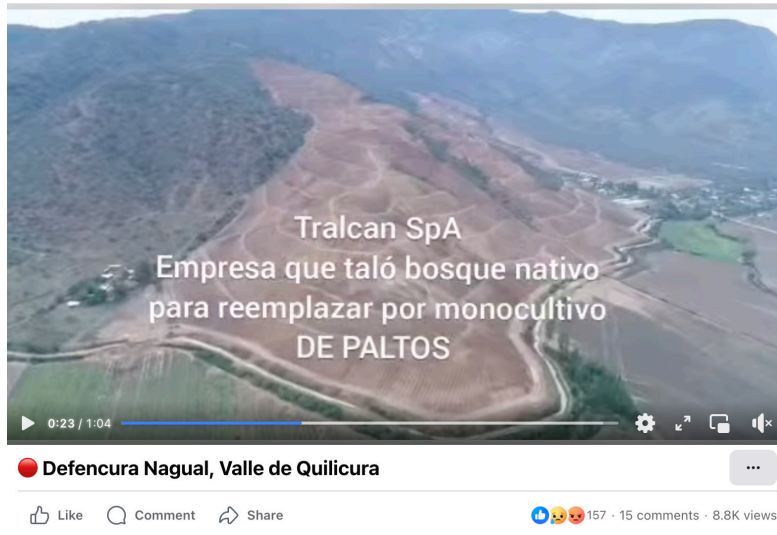 Tralcan SpA
Empresa que taló bosque nativo
para reemplazar por monocultivo
DE PALTOS
0:23 / 1:04
Defencura Nagual, Valle de Quilicura
Like Comment Share 157 · 15 comments · 8.8K views